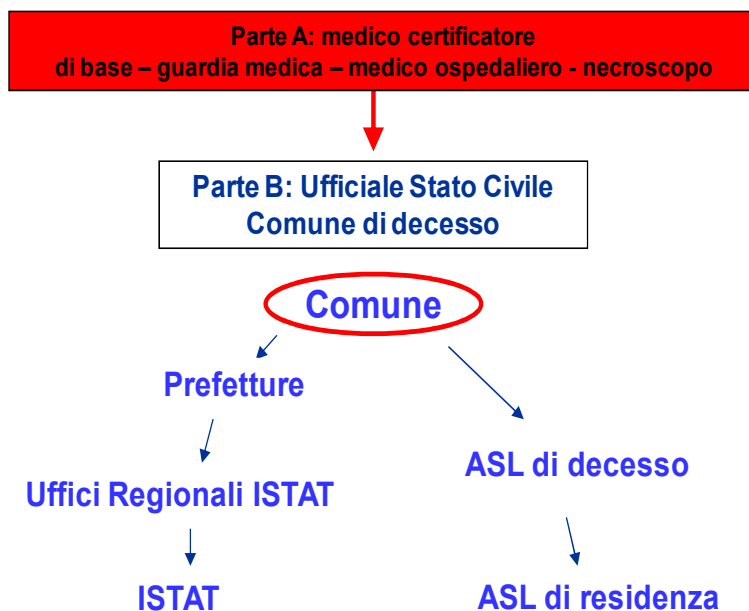 Parte A: medico certificatore
di base – guardia medica – medico ospedaliero - necroscopo
Parte B: Ufficiale Stato Civile
Comune di decesso
Comune
Prefetture
ASL di decesso
Uffici Regionali ISTAT
ISTAT
ASL di residenza